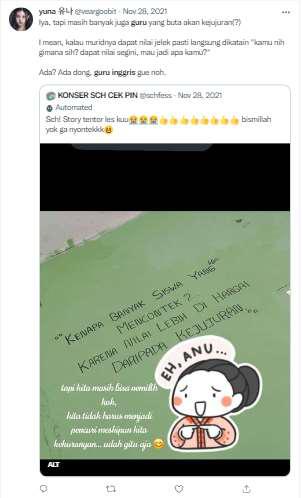 yuna 유나 @veargoobit · Nov 28, 2021
Iya, tapi masih banyak juga guru yang buta akan kejujuran(?)
I mean, kalau muridnya dapat nilai jelek pasti langsung dikatain "kamu nih
gimana sih? dapat nilai segini, mau jadi apa kamu?"
Ada? Ada dong, guru inggris gue noh.
KONSER SCH CEK PIN @schfess · Nov 28, 2021
Automated
Sch! Story tentor les kuu😭😭😭👍👍👍👍👍👍👍👍👍 bismillah
yok ga nyontekkk😆
"KENAPA BANYAK SISWA YANG
MENCONTEK?
KARENA NILAI LEBIH DI HARGAI
DARIPADA KEJUJURAN"
EH, ANU...
tapi kita masih bisa memilih
kok,
kita tidak harus menjadi
pencuri meskipun kita
kekurangan... udah gitu aja 😊
ALT